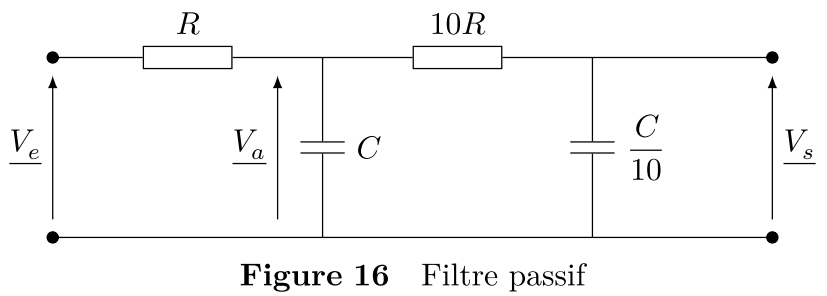 R
10R
V_e
V_a
C
C
10
V_s
Figure 16 Filtre passif